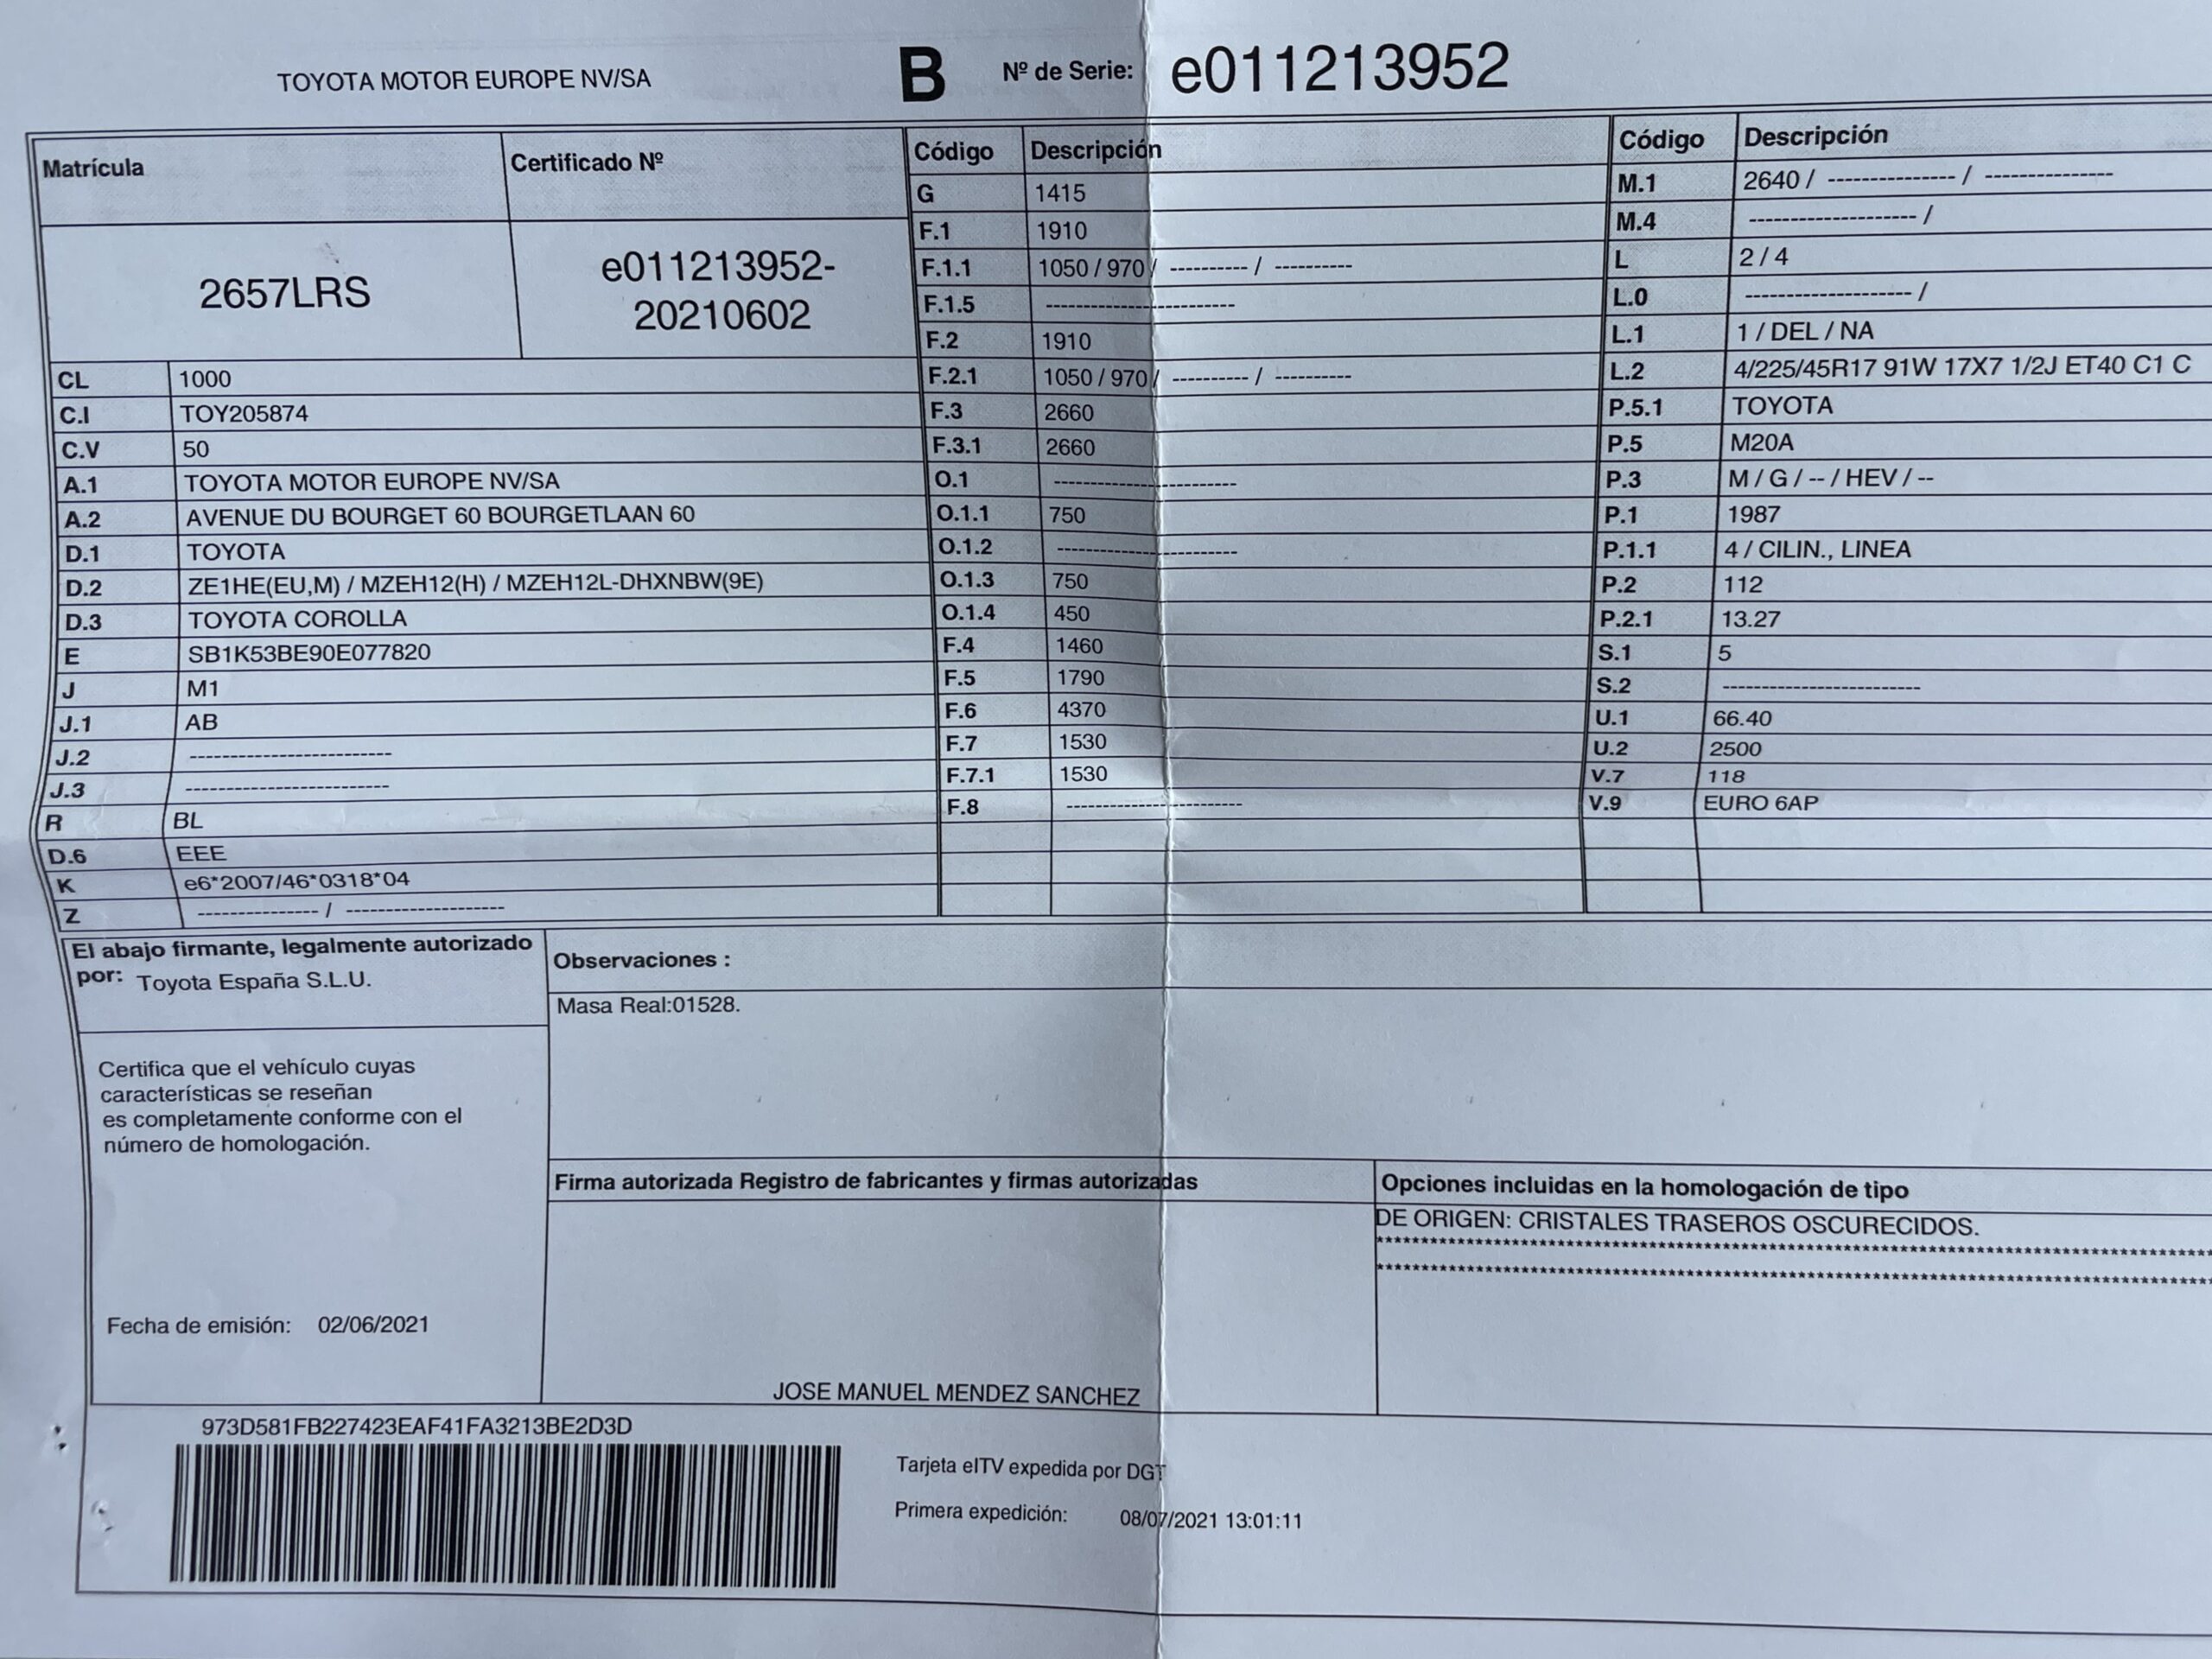 TOYOTA MOTOR EUROPE NV/SA
B
Nº de Serie: e011213952
Matrícula
Certificado Nº
2657LRS
e011213952-
20210602
CL 1000
C.I TOY205874
C.V 50
A.1 TOYOTA MOTOR EUROPE NV/SA
A.2 AVENUE DU BOURGET 60 BOURGETLAAN 60
D.1 TOYOTA
D.2 ZE1HE(EU,M) / MZEH12(H) / MZEH12L-DHXNBW(9E)
D.3 TOYOTA COROLLA
E SB1K53BE90E077820
J M1
J.1 AB
J.2 -------------------------
J.3 -------------------------
R BL
D.6 EEE
K e6*2007/46*0318*04
Z --------------- / --------------------
Código Descripción
G 1415
F.1 1910
F.1.1 1050 / 970 / ---------- / ----------
F.1.5 -------------------------
F.2 1910
F.2.1 1050 / 970 / ---------- / ----------
F.3 2660
F.3.1 2660
O.1 -------------------------
O.1.1 750
O.1.2 -------------------------
O.1.3 750
O.1.4 450
F.4 1460
F.5 1790
F.6 4370
F.7 1530
F.7.1 1530
F.8 -------------------------
Código Descripción
M.1 2640 / --------------- / ---------------
M.4 -------------------- /
L 2 / 4
L.0 -------------------- /
L.1 1 / DEL / NA
L.2 4/225/45R17 91W 17X7 1/2J ET40 C1 C
P.5.1 TOYOTA
P.5 M20A
P.3 M / G / -- / HEV / --
P.1 1987
P.1.1 4 / CILIN., LINEA
P.2 112
P.2.1 13.27
S.1 5
S.2 -------------------------
U.1 66.40
U.2 2500
V.7 118
V.9 EURO 6AP
El abajo firmante, legalmente autorizado
por: Toyota España S.L.U.
Certifica que el vehículo cuyas
características se reseñan
es completamente conforme con el
número de homologación.
Fecha de emisión: 02/06/2021
Observaciones :
Masa Real:01528.
Firma autorizada Registro de fabricantes y firmas autorizadas
JOSE MANUEL MENDEZ SANCHEZ
Opciones incluidas en la homologación de tipo
DE ORIGEN: CRISTALES TRASEROS OSCURECIDOS.
973D581FB227423EAF41FA3213BE2D3D
Tarjeta eITV expedida por DGT
Primera expedición: 08/07/2021 13:01:11